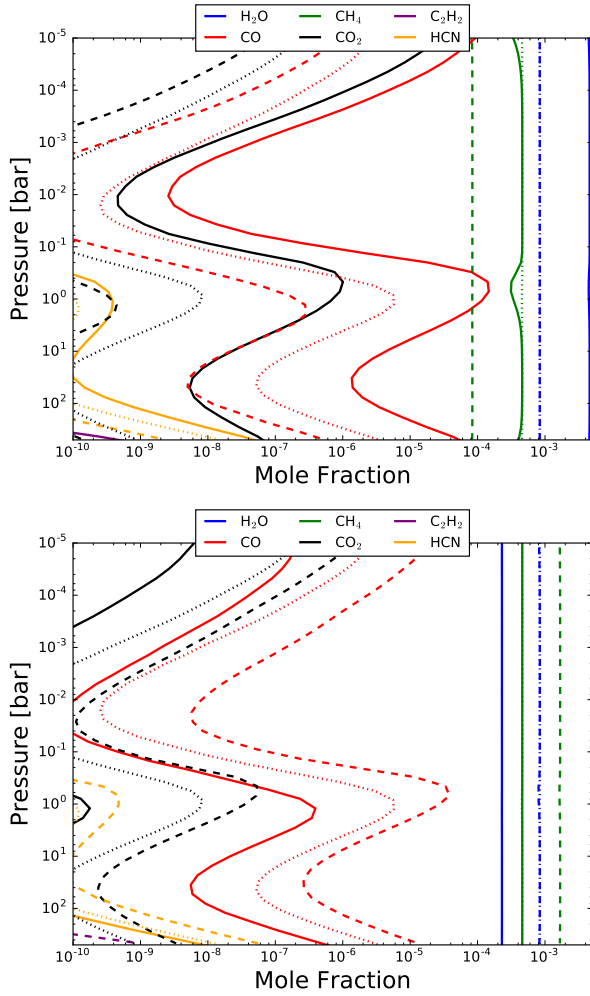 H₂O CH₄ C₂H₂
CO CO₂ HCN
10⁻⁵
10⁻⁴
10⁻³
10⁻²
10⁻¹
10⁰
10¹
10²
Pressure [bar]
10⁻¹⁰ 10⁻⁹ 10⁻⁸ 10⁻⁷ 10⁻⁶ 10⁻⁵ 10⁻⁴ 10⁻³
Mole Fraction
H₂O CH₄ C₂H₂
CO CO₂ HCN
10⁻⁵
10⁻⁴
10⁻³
10⁻²
10⁻¹
10⁰
10¹
10²
Pressure [bar]
10⁻¹⁰ 10⁻⁹ 10⁻⁸ 10⁻⁷ 10⁻⁶ 10⁻⁵ 10⁻⁴ 10⁻³
Mole Fraction